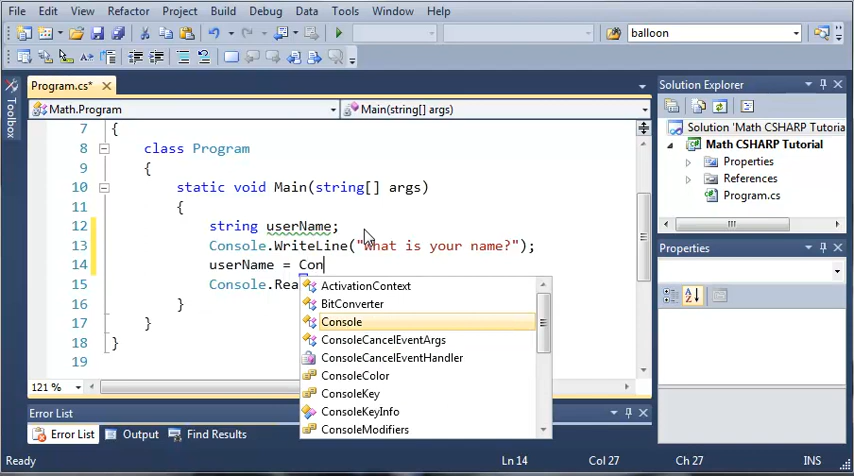 File Edit View Refactor Project Build Debug Data Tools Test Window Help
balloon
Program.cs*
Solution Explorer
Math.Program
Main(string[] args)
Toolbox
7 {
8 class Program
9 {
10 static void Main(string[] args)
11 {
12 string userName;
13 Console.WriteLine("What is your name?");
14 userName = Con
15 Console.Rea
16 }
17 }
18 }
19
ActivationContext
BitConverter
Console
ConsoleCancelEventArgs
ConsoleCancelEventHandler
ConsoleColor
ConsoleKey
ConsoleKeyInfo
ConsoleModifiers
Solution 'Math CSHARP Tutorial
Math CSHARP Tutorial
Properties
References
Program.cs
Properties
121 %
Error List
Error List Output Find Results
Ready Ln 14 Col 27 Ch 27 INS